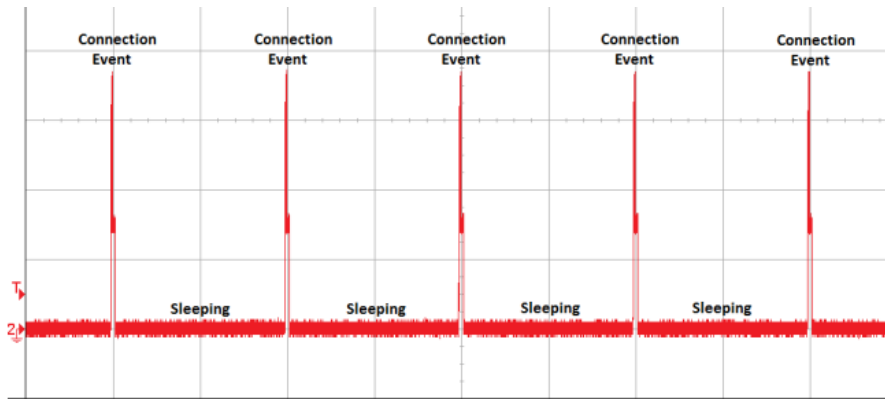 Connection Connection Connection Connection Connection
Event Event Event Event Event
T
Sleeping Sleeping Sleeping Sleeping
2